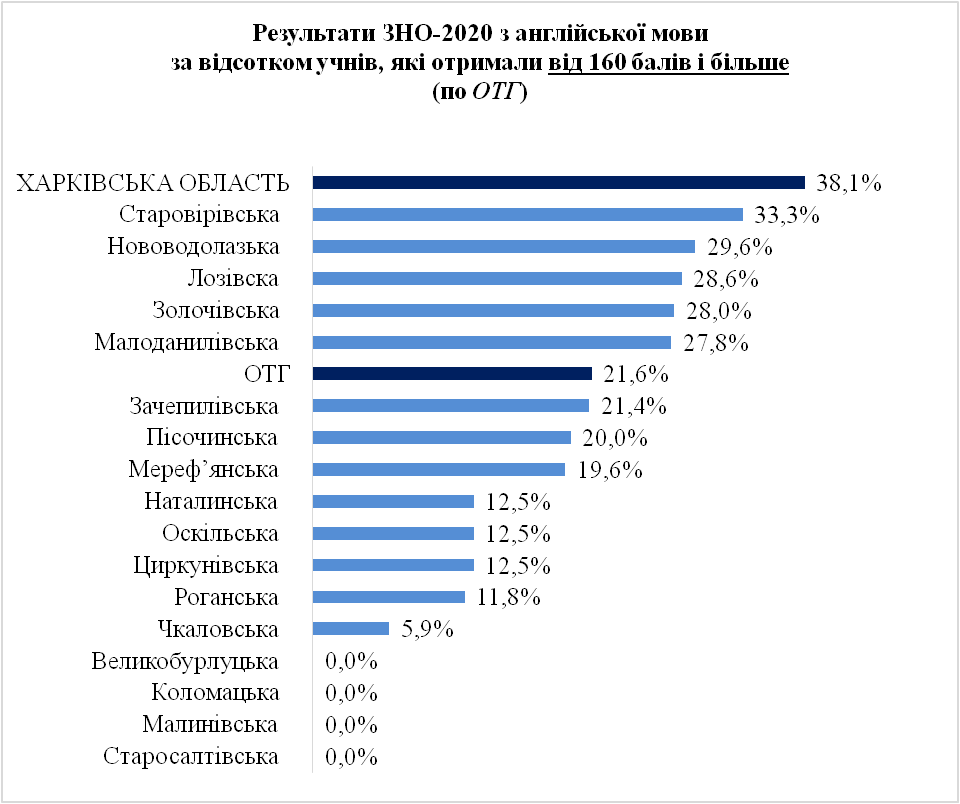 Результати ЗНО-2020 з англійської мови
за відсотком учнів, які отримали від 160 балів і більше
(по ОТГ)
ХАРКІВСЬКА ОБЛАСТЬ 38,1%
Старовірівська 33,3%
Нововодолазька 29,6%
Лозівска 28,6%
Золочівська 28,0%
Малоданилівська 27,8%
ОТГ 21,6%
Зачепилівська 21,4%
Пісочинська 20,0%
Мереф’янська 19,6%
Наталинська 12,5%
Оскільська 12,5%
Циркунівська 12,5%
Роганська 11,8%
Чкаловська 5,9%
Великобурлуцька 0,0%
Коломацька 0,0%
Малинівська 0,0%
Старосалтівська 0,0%